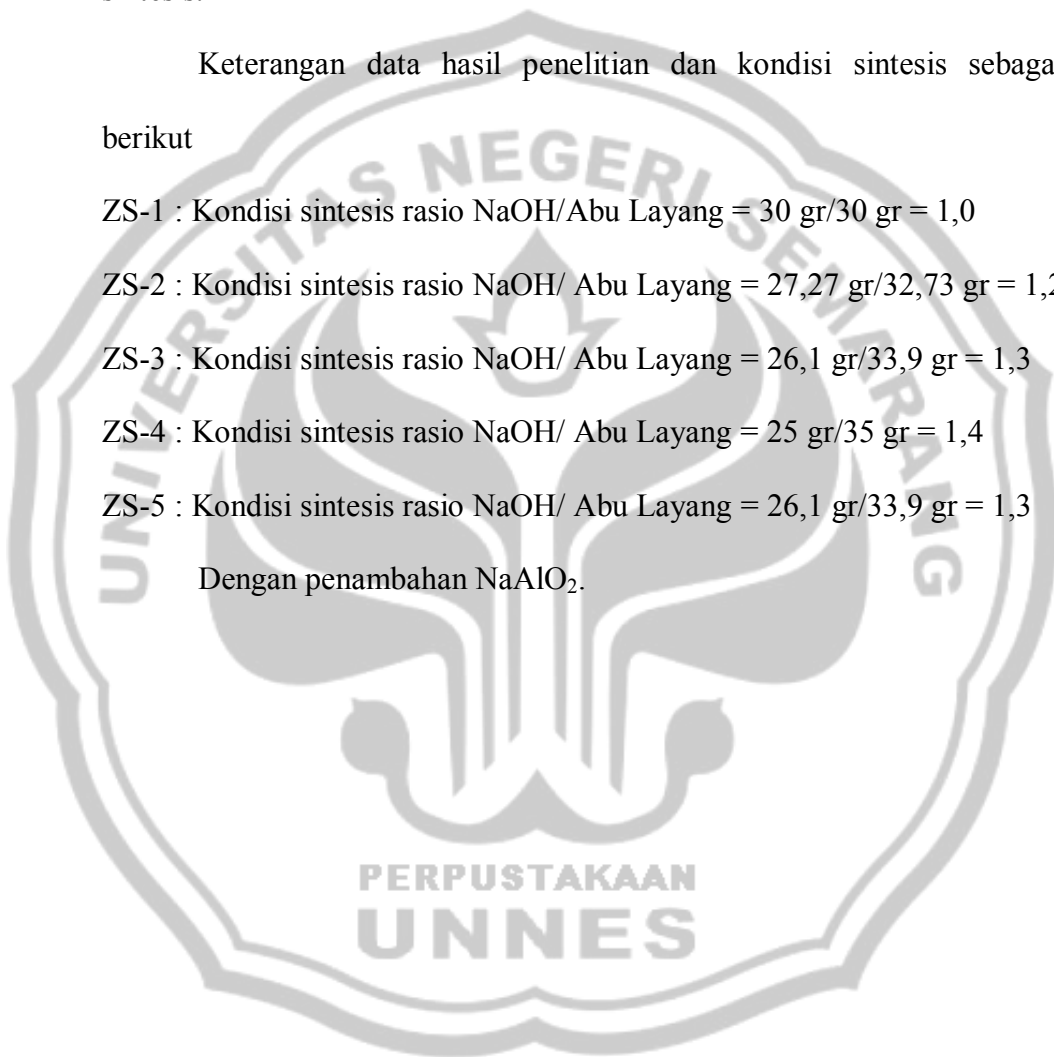 Keterangan data hasil penelitian dan kondisi sintesis sebaga
berikut
ZS-1 : Kondisi sintesis rasio NaOH/Abu Layang = 30 gr/30 gr = 1,0
ZS-2 : Kondisi sintesis rasio NaOH/ Abu Layang = 27,27 gr/32,73 gr = 1,2
ZS-3 : Kondisi sintesis rasio NaOH/ Abu Layang = 26,1 gr/33,9 gr = 1,3
ZS-4 : Kondisi sintesis rasio NaOH/ Abu Layang = 25 gr/35 gr = 1,4
ZS-5 : Kondisi sintesis rasio NaOH/ Abu Layang = 26,1 gr/33,9 gr = 1,3
Dengan penambahan NaAlO₂.
UNIVERSITAS NEGERI SEMARANG
PERPUSTAKAAN
UNNES